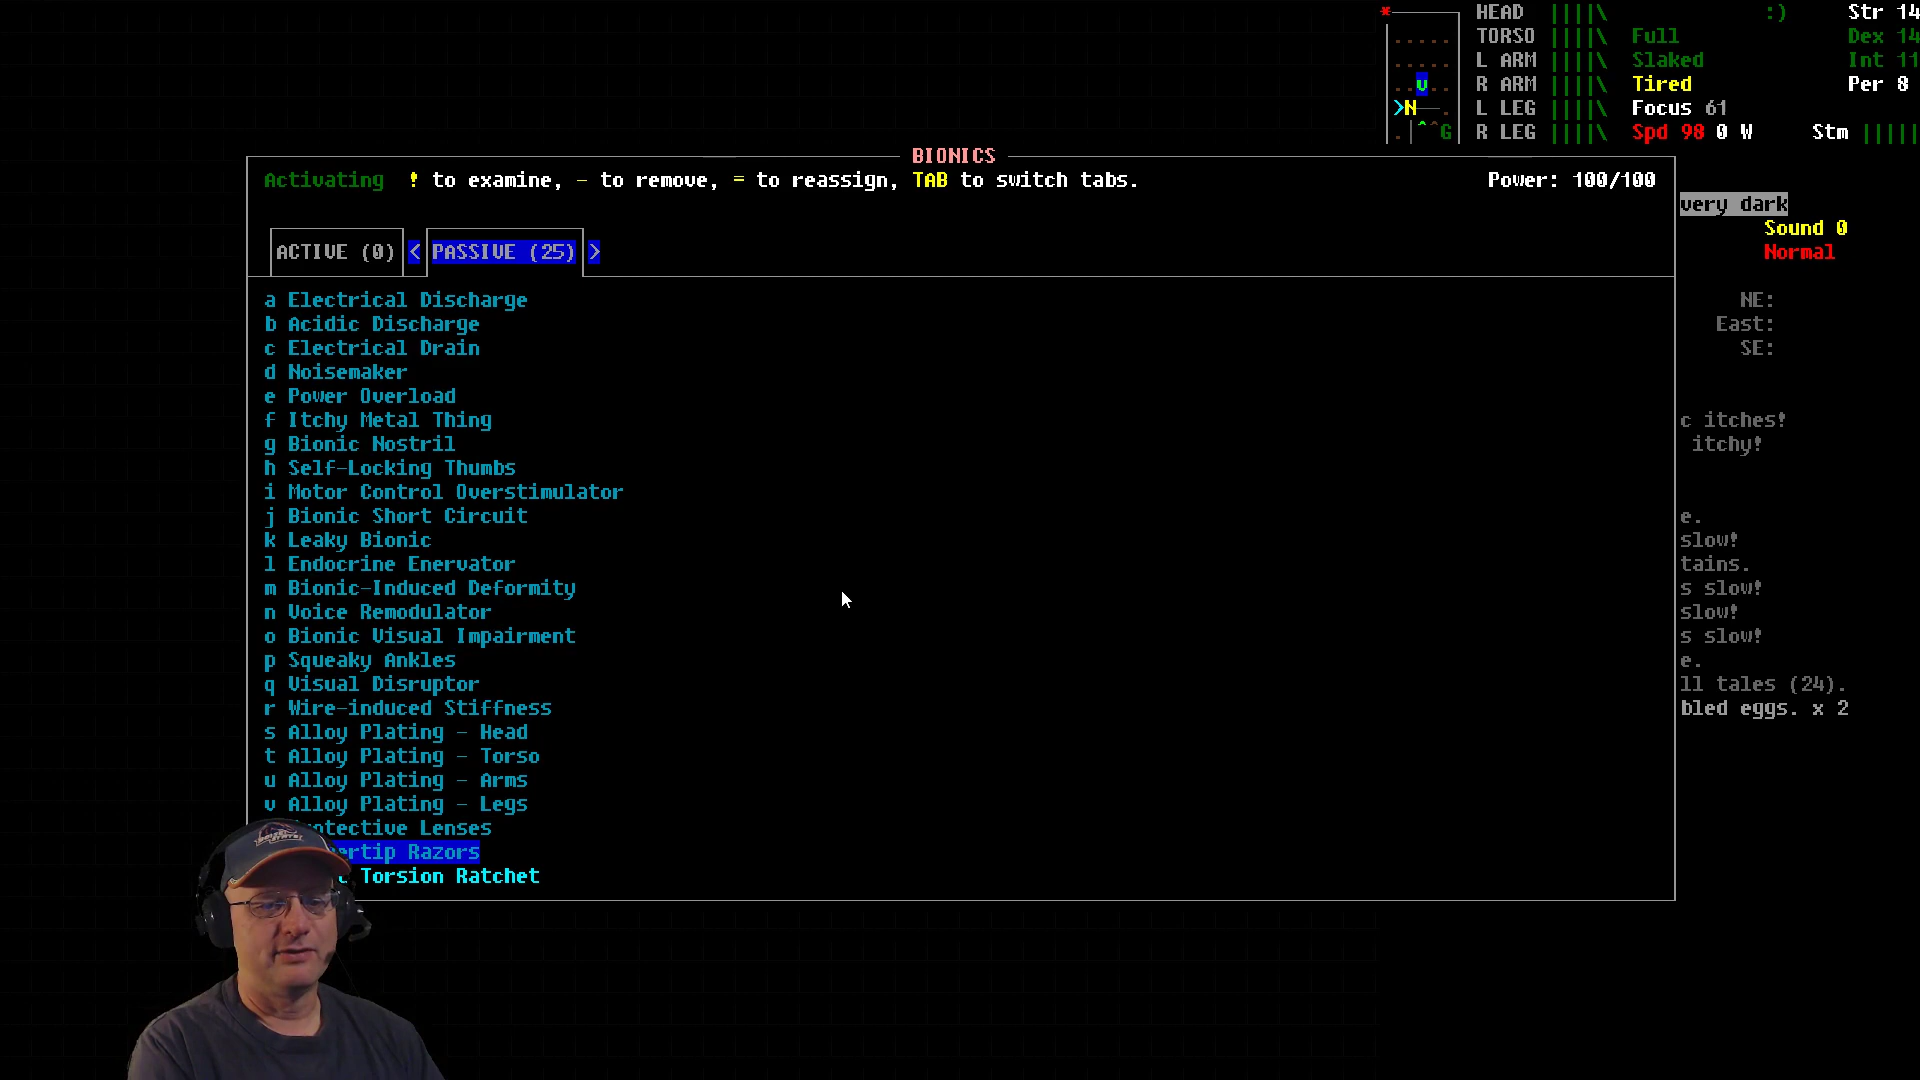 HEAD ||||\ :) Str 14
TORSO ||||\ Full Dex 14
L ARM ||||\ Slaked Int 11
R ARM ||||\ Tired Per 8
L LEG ||||\ Focus 61
R LEG ||||\ Spd 98 0 W Stm |||||
BIONICS
Activating ! to examine, - to remove, = to reassign, TAB to switch tabs. Power: 100/100
very dark
Sound 0
Normal
ACTIVE (0) < PASSIVE (25) >
a Electrical Discharge
b Acidic Discharge
c Electrical Drain
d Noisemaker
e Power Overload
f Itchy Metal Thing
g Bionic Nostril
h Self-Locking Thumbs
i Motor Control Overstimulator
j Bionic Short Circuit
k Leaky Bionic
l Endocrine Enervator
m Bionic-Induced Deformity
n Voice Remodulator
o Bionic Visual Impairment
p Squeaky Ankles
q Visual Disruptor
r Wire-induced Stiffness
s Alloy Plating - Head
t Alloy Plating - Torso
u Alloy Plating - Arms
v Alloy Plating - Legs
otective Lenses
ertip Razors
Torsion Ratchet
NE:
East:
SE:
c itches!
itchy!
e.
slow!
tains.
s slow!
slow!
s slow!
e.
ll tales (24).
bled eggs. x 2